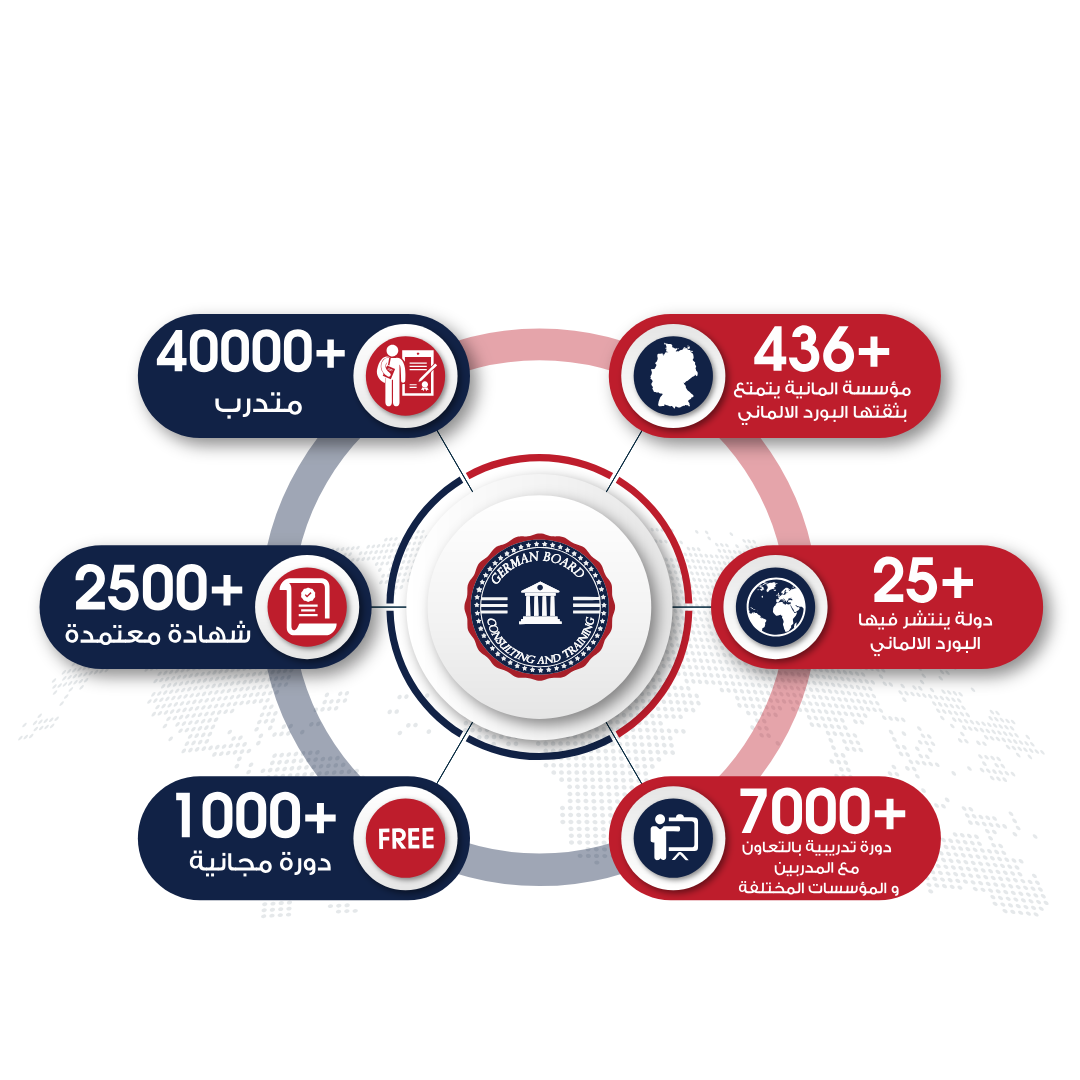 436+
مؤسسة المانية يتمتع
بثقتها البورد الالماني
40000+
متدرب
25+
دولة ينتشر فيها
البورد الالماني
GERMAN BOARD
CONSULTING AND TRAINING
2500+
شهادة معتمدة
7000+
دورة تدريبية بالتعاون
مع المدربين
و المؤسسات المختلفة
FREE
1000+
دورة مجانية